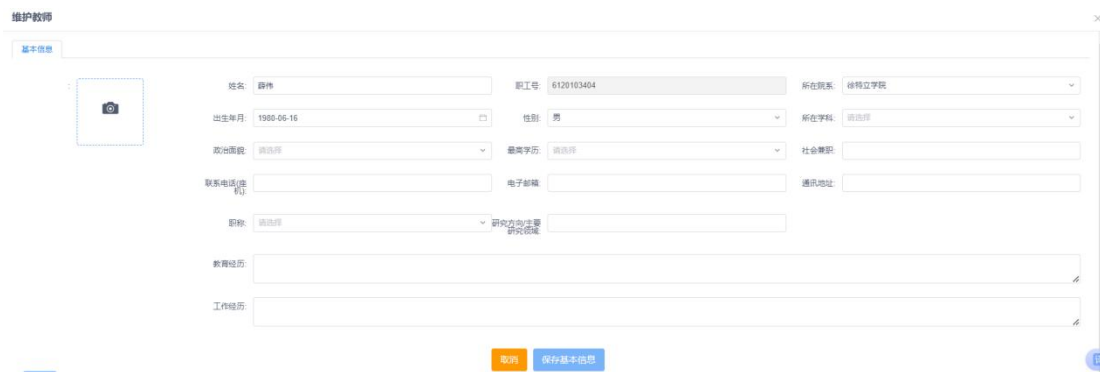 维护教师
基本信息
:
姓名: 薛伟 职工号: 6120103404 所在院系: 徐特立学院
出生年月: 1980-06-16 性别: 男 所在学科: 请选择
政治面貌: 请选择 最高学历: 请选择 社会兼职:
联系电话(座机): 电子邮箱: 通讯地址:
职称: 请选择 研究方向/主要研究领域:
教育经历:
工作经历:
取消 保存基本信息